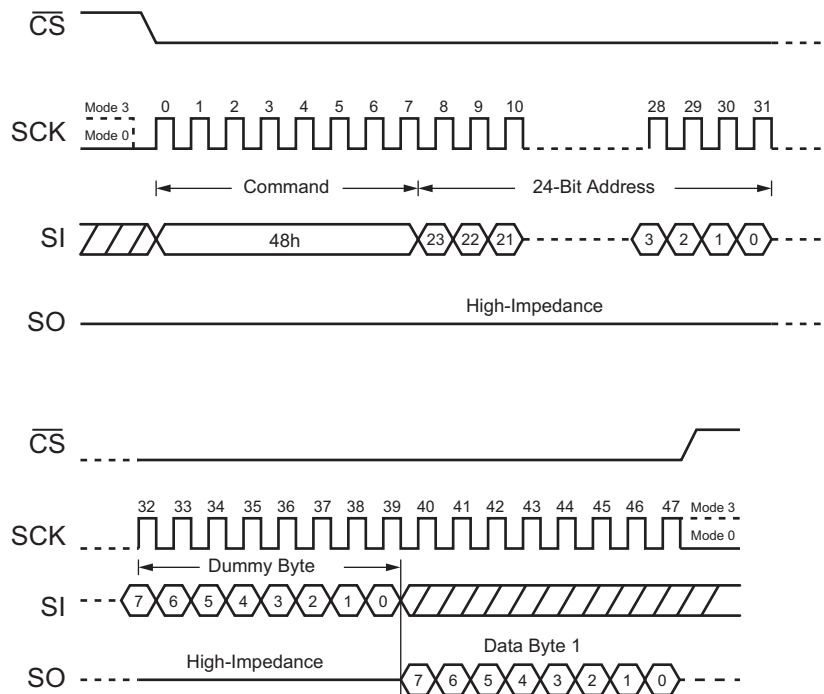 C̅S̅
Mode 3 0 1 2 3 4 5 6 7 8 9 10 28 29 30 31
SCK
Mode 0
Command 24-Bit Address
SI 48h 23 22 21 3 2 1 0
High-Impedance
SO
C̅S̅
32 33 34 35 36 37 38 39 40 41 42 43 44 45 46 47 Mode 3
SCK
Mode 0
Dummy Byte
SI 7 6 5 4 3 2 1 0
Data Byte 1
High-Impedance
SO 7 6 5 4 3 2 1 0